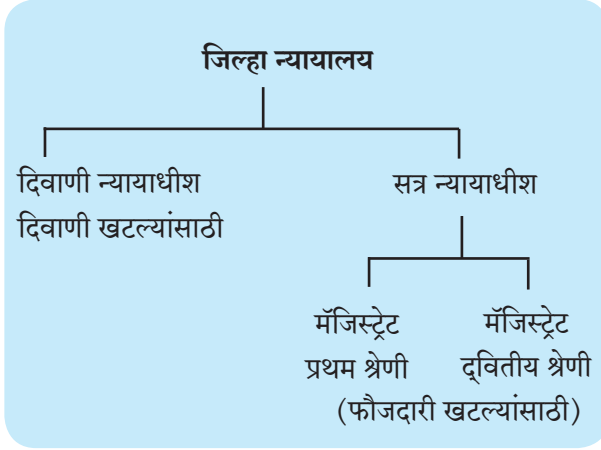 जिल्हा न्यायालय
दिवाणी न्यायाधीश
दिवाणी खटल्यांसाठी
सत्र न्यायाधीश
मॅजिस्ट्रेट
प्रथम श्रेणी
मॅजिस्ट्रेट
द्‌वितीय श्रेणी
(फौजदारी खटल्यांसाठी)